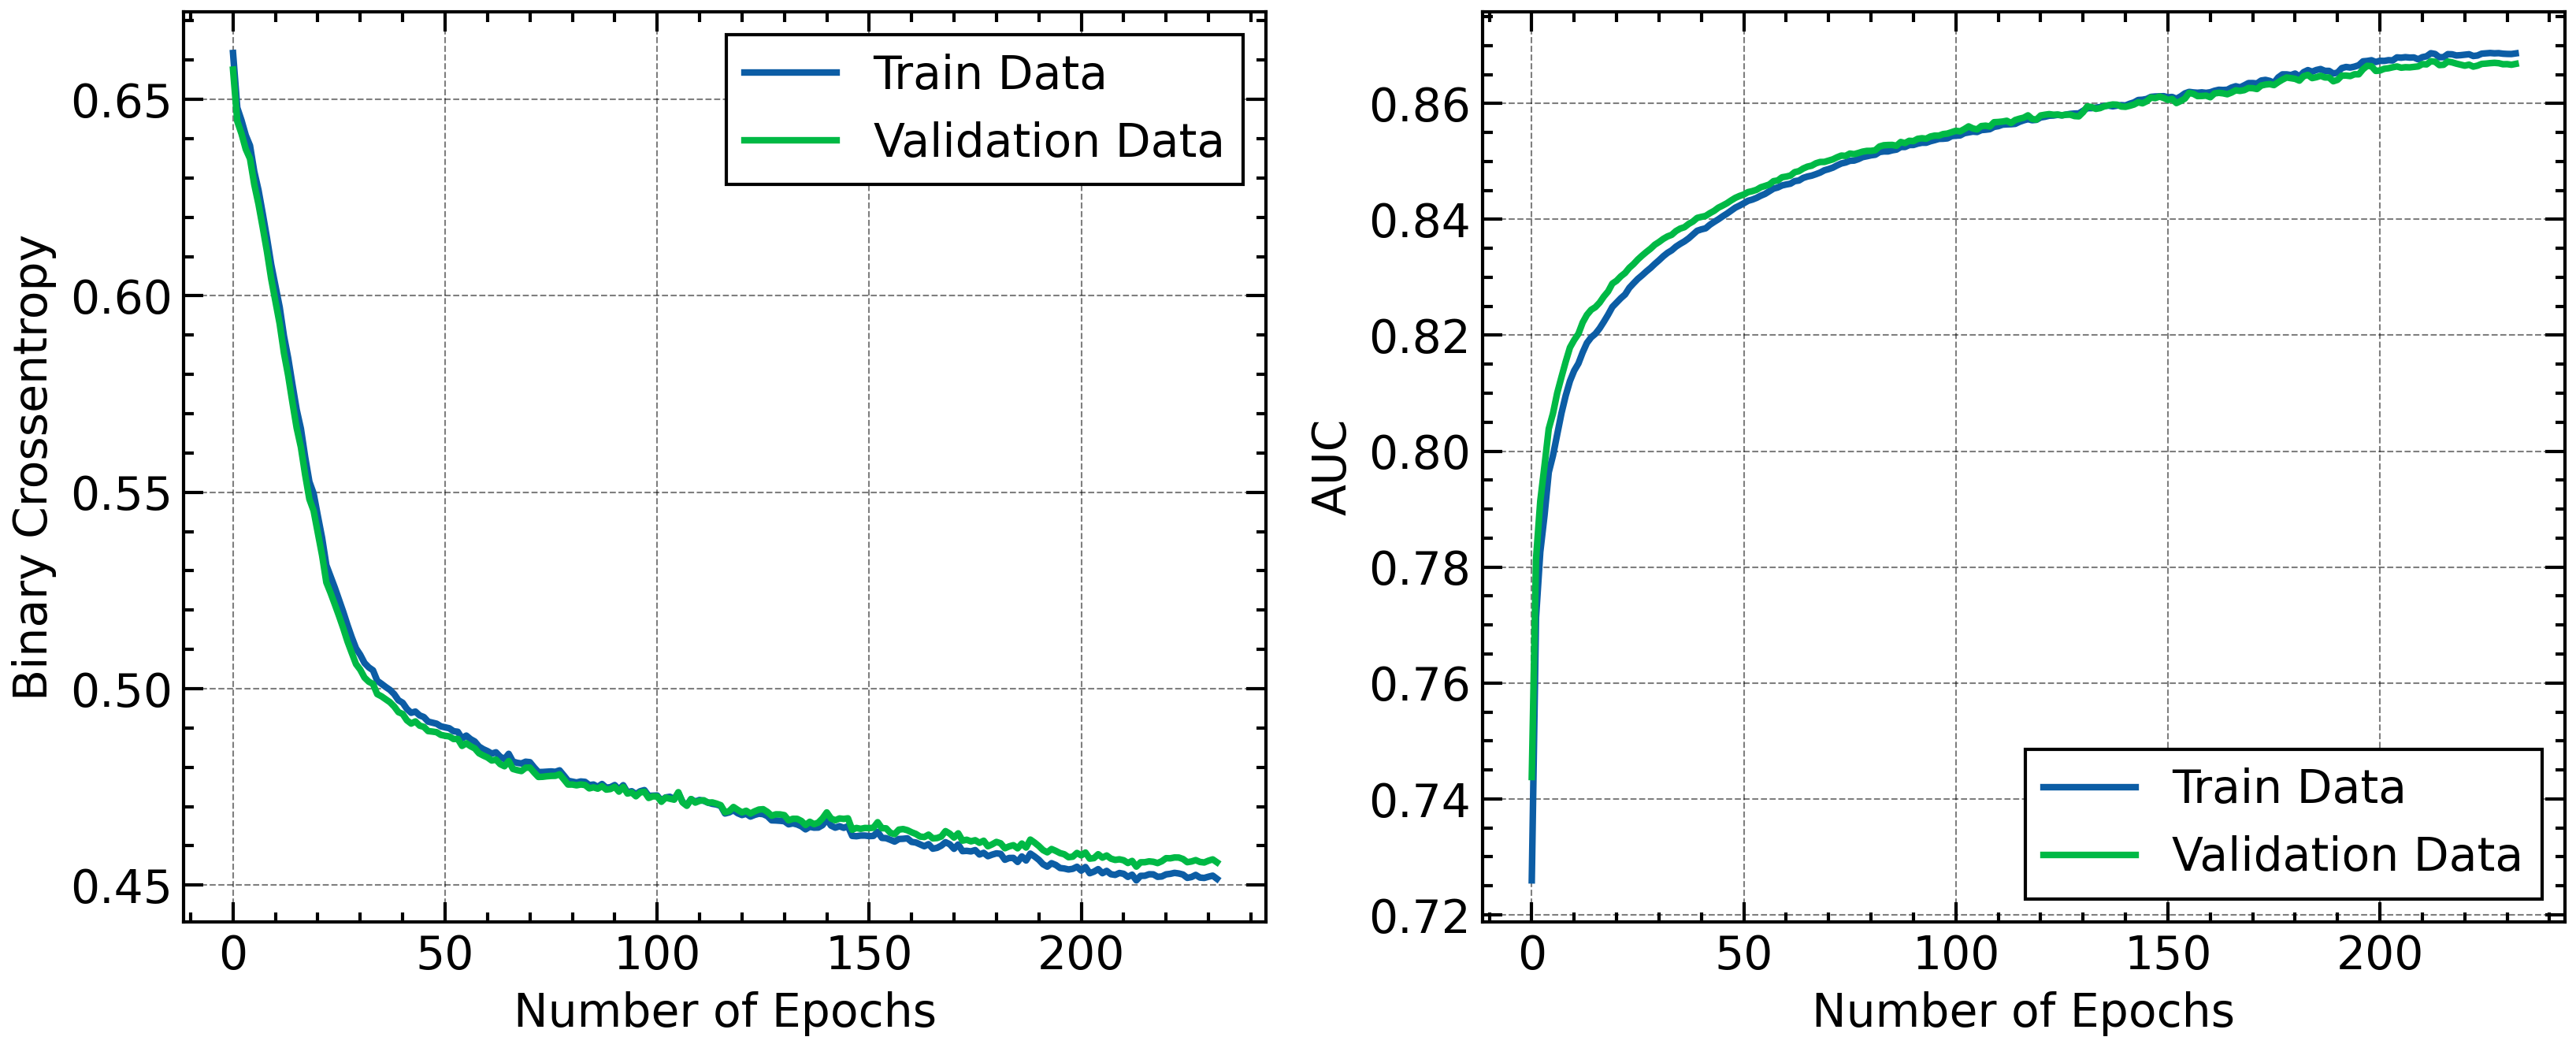 Train Data
Validation Data
Binary Crossentropy
0.65
0.60
0.55
0.50
0.45
0 50 100 150 200
Number of Epochs
AUC
0.86
0.84
0.82
0.80
0.78
0.76
0.74
0.72
Train Data
Validation Data
0 50 100 150 200
Number of Epochs